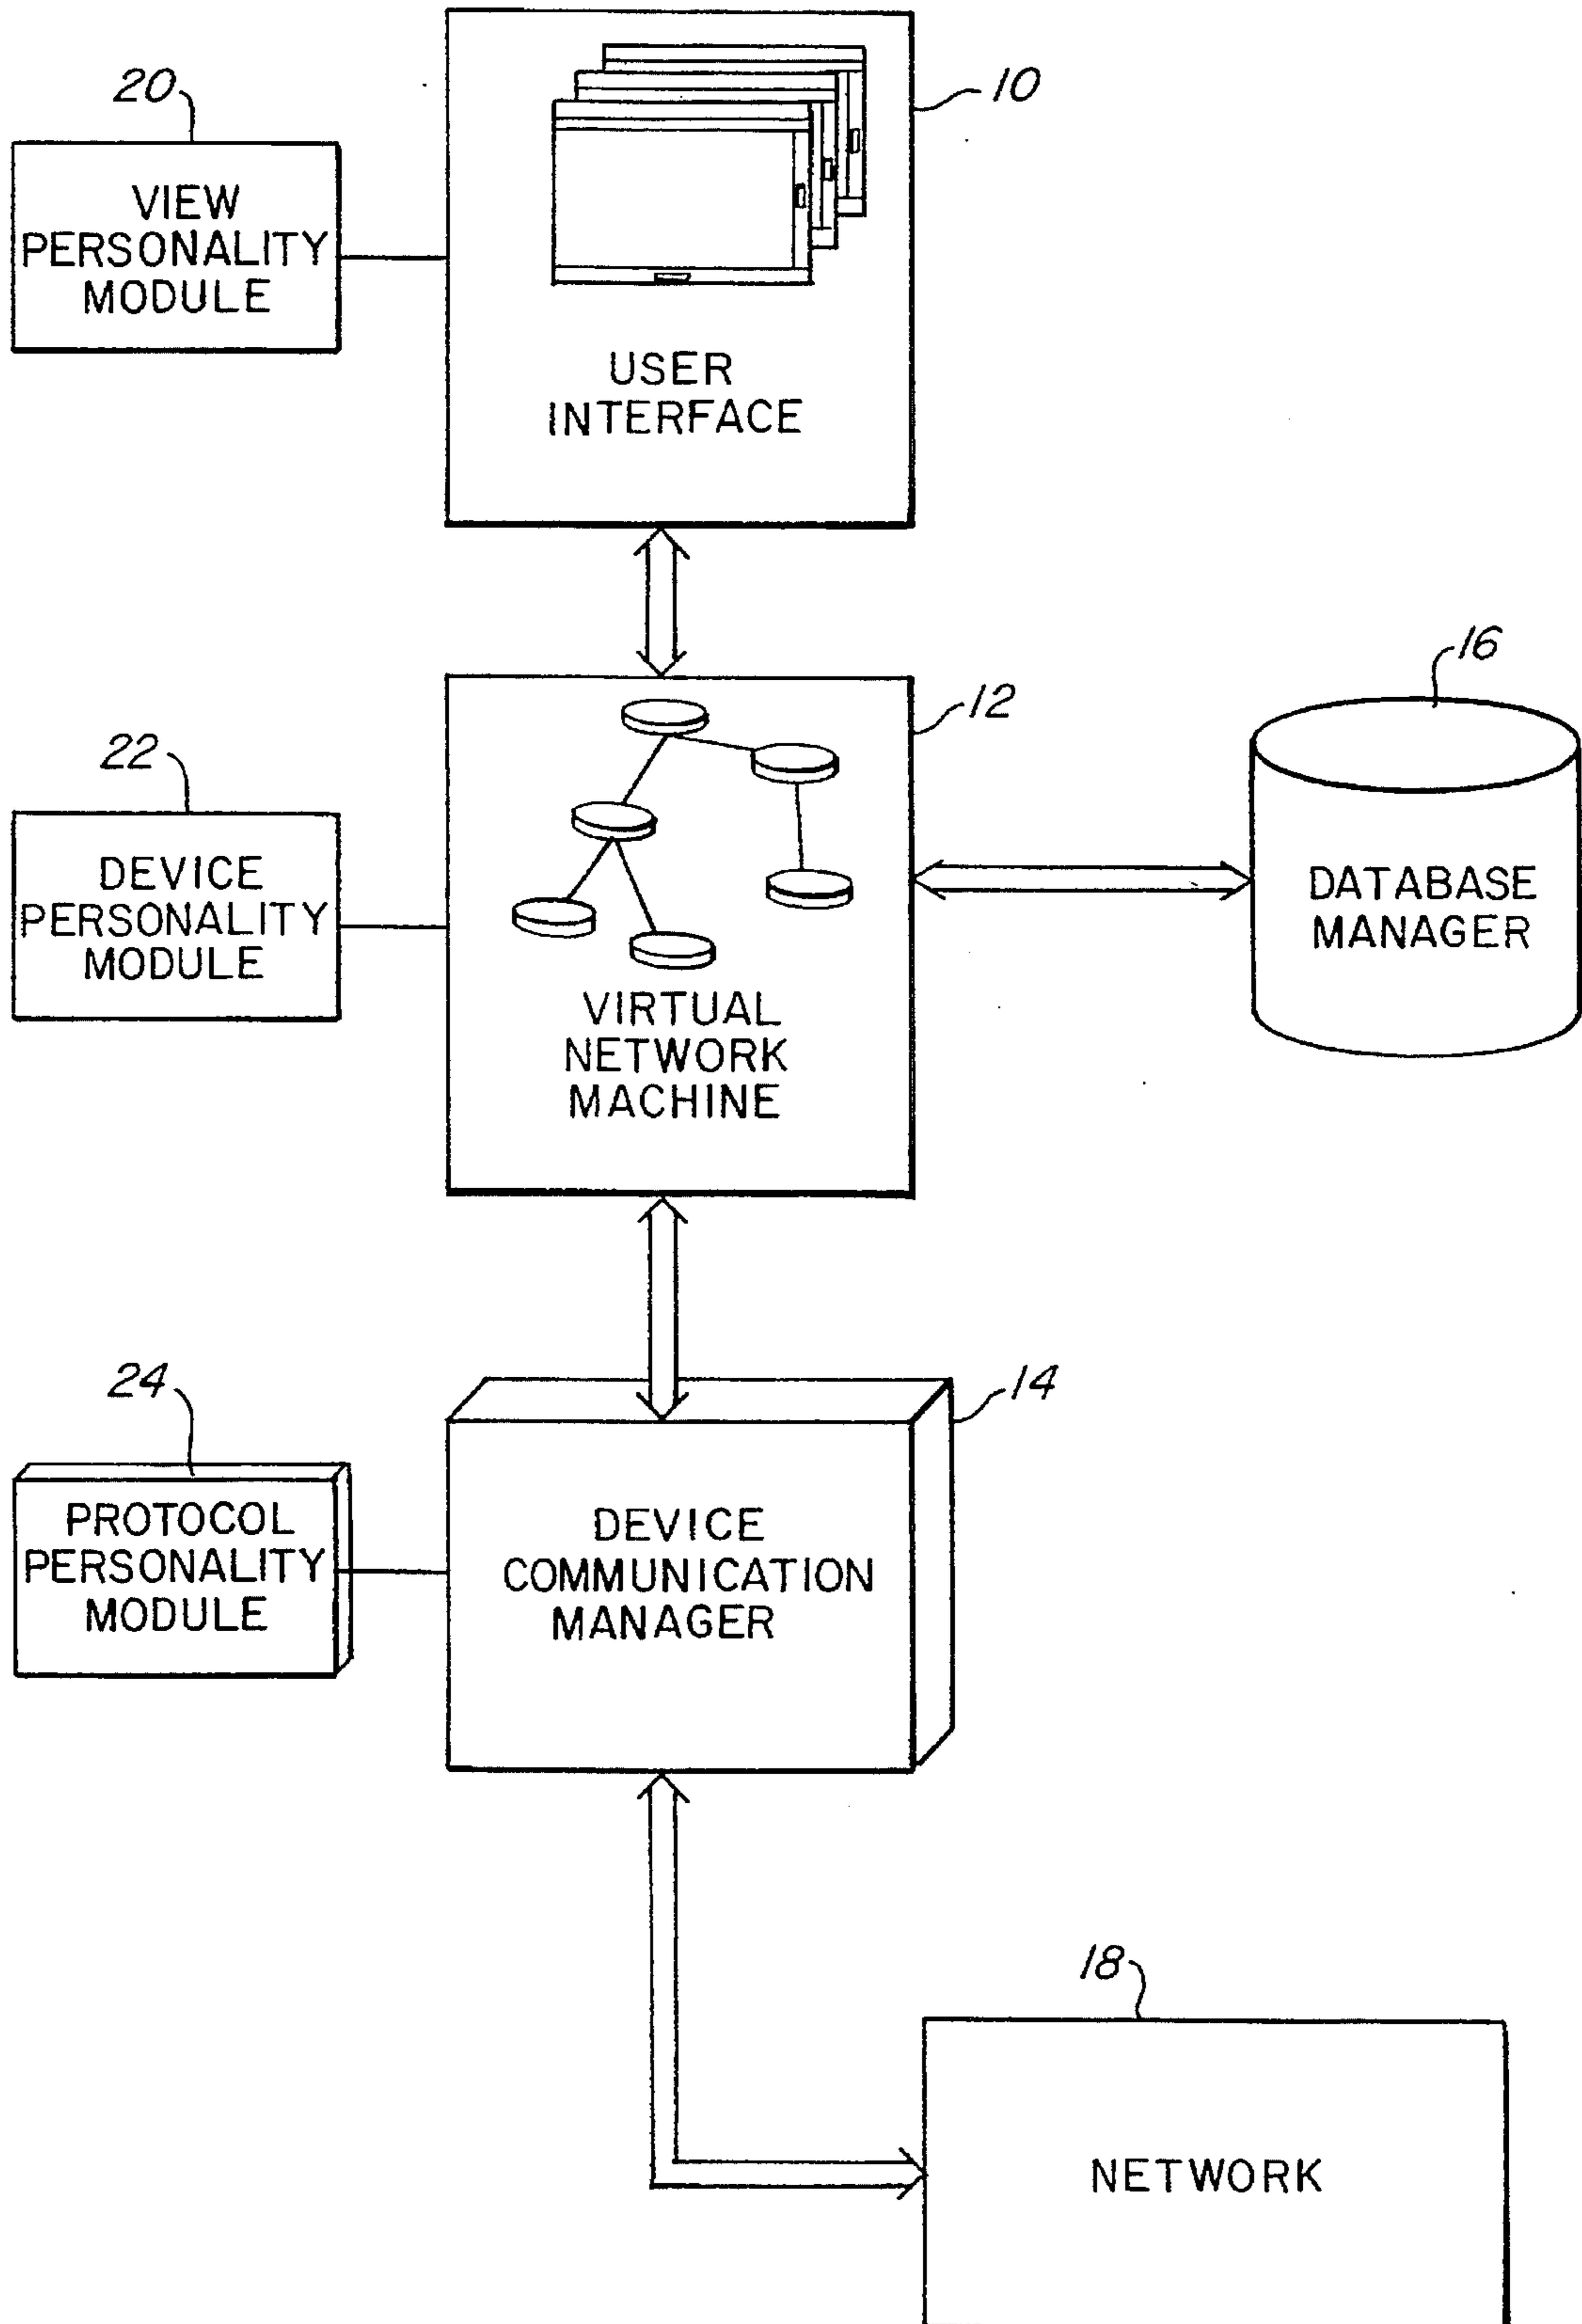 20
10
VIEW
PERSONALITY
MODULE
USER
INTERFACE
16
12
22
DEVICE
PERSONALITY
MODULE
DATABASE
MANAGER
VIRTUAL
NETWORK
MACHINE
24
14
PROTOCOL
PERSONALITY
MODULE
DEVICE
COMMUNICATION
MANAGER
18
NETWORK